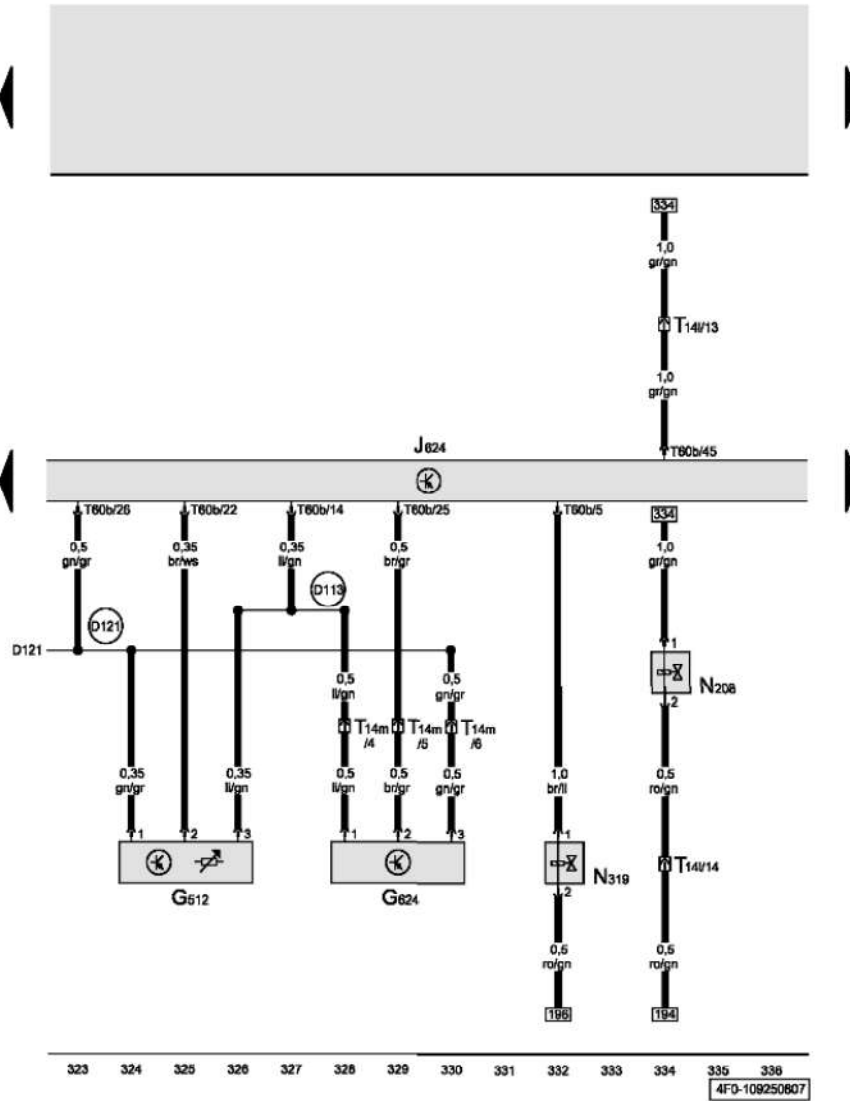 334
1,0
gr/gn
T14l/13
1,0
gr/gn
J624
T60b/45
T60b/26 T60b/22 T60b/14 T60b/25 T60b/5 334
0,5 0,35 0,35 0,5 1,0
gn/gr br/ws li/gn br/gr gr/gn
D113
D121
D121
1
0,5 0,5
li/gn gn/gr
N208
2
T14m T14m T14m
/4 /5 /6
0,35 0,35 0,5 0,5 0,5 1,0 0,5
gn/gr li/gn li/gn br/gr gn/gr br/li ro/gn
1 2 3 1 2 3 1
T14l/14
N319
G512 G624
2
0,5 0,5
ro/gn ro/gn
196 194
323 324 325 326 327 328 329 330 331 332 333 334 335 336
4F0-109250807